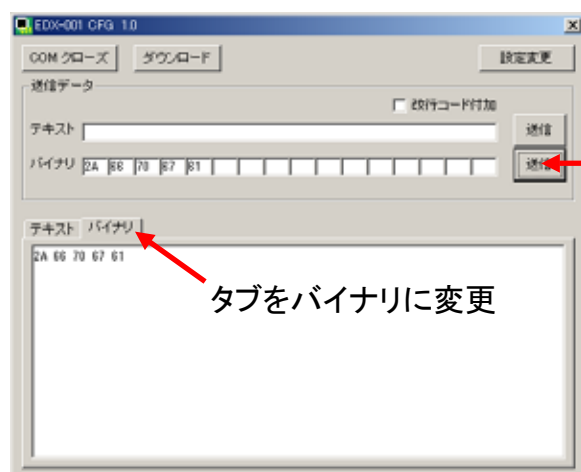 EDX-001 CFG 1.0
COM クローズ ダウンロード 設定変更
送信データ
改行コード付加
テキスト 送信
バイナリ 2A 66 70 67 61 送信
テキスト バイナリ
2A 66 70 67 61
タブをバイナリに変更